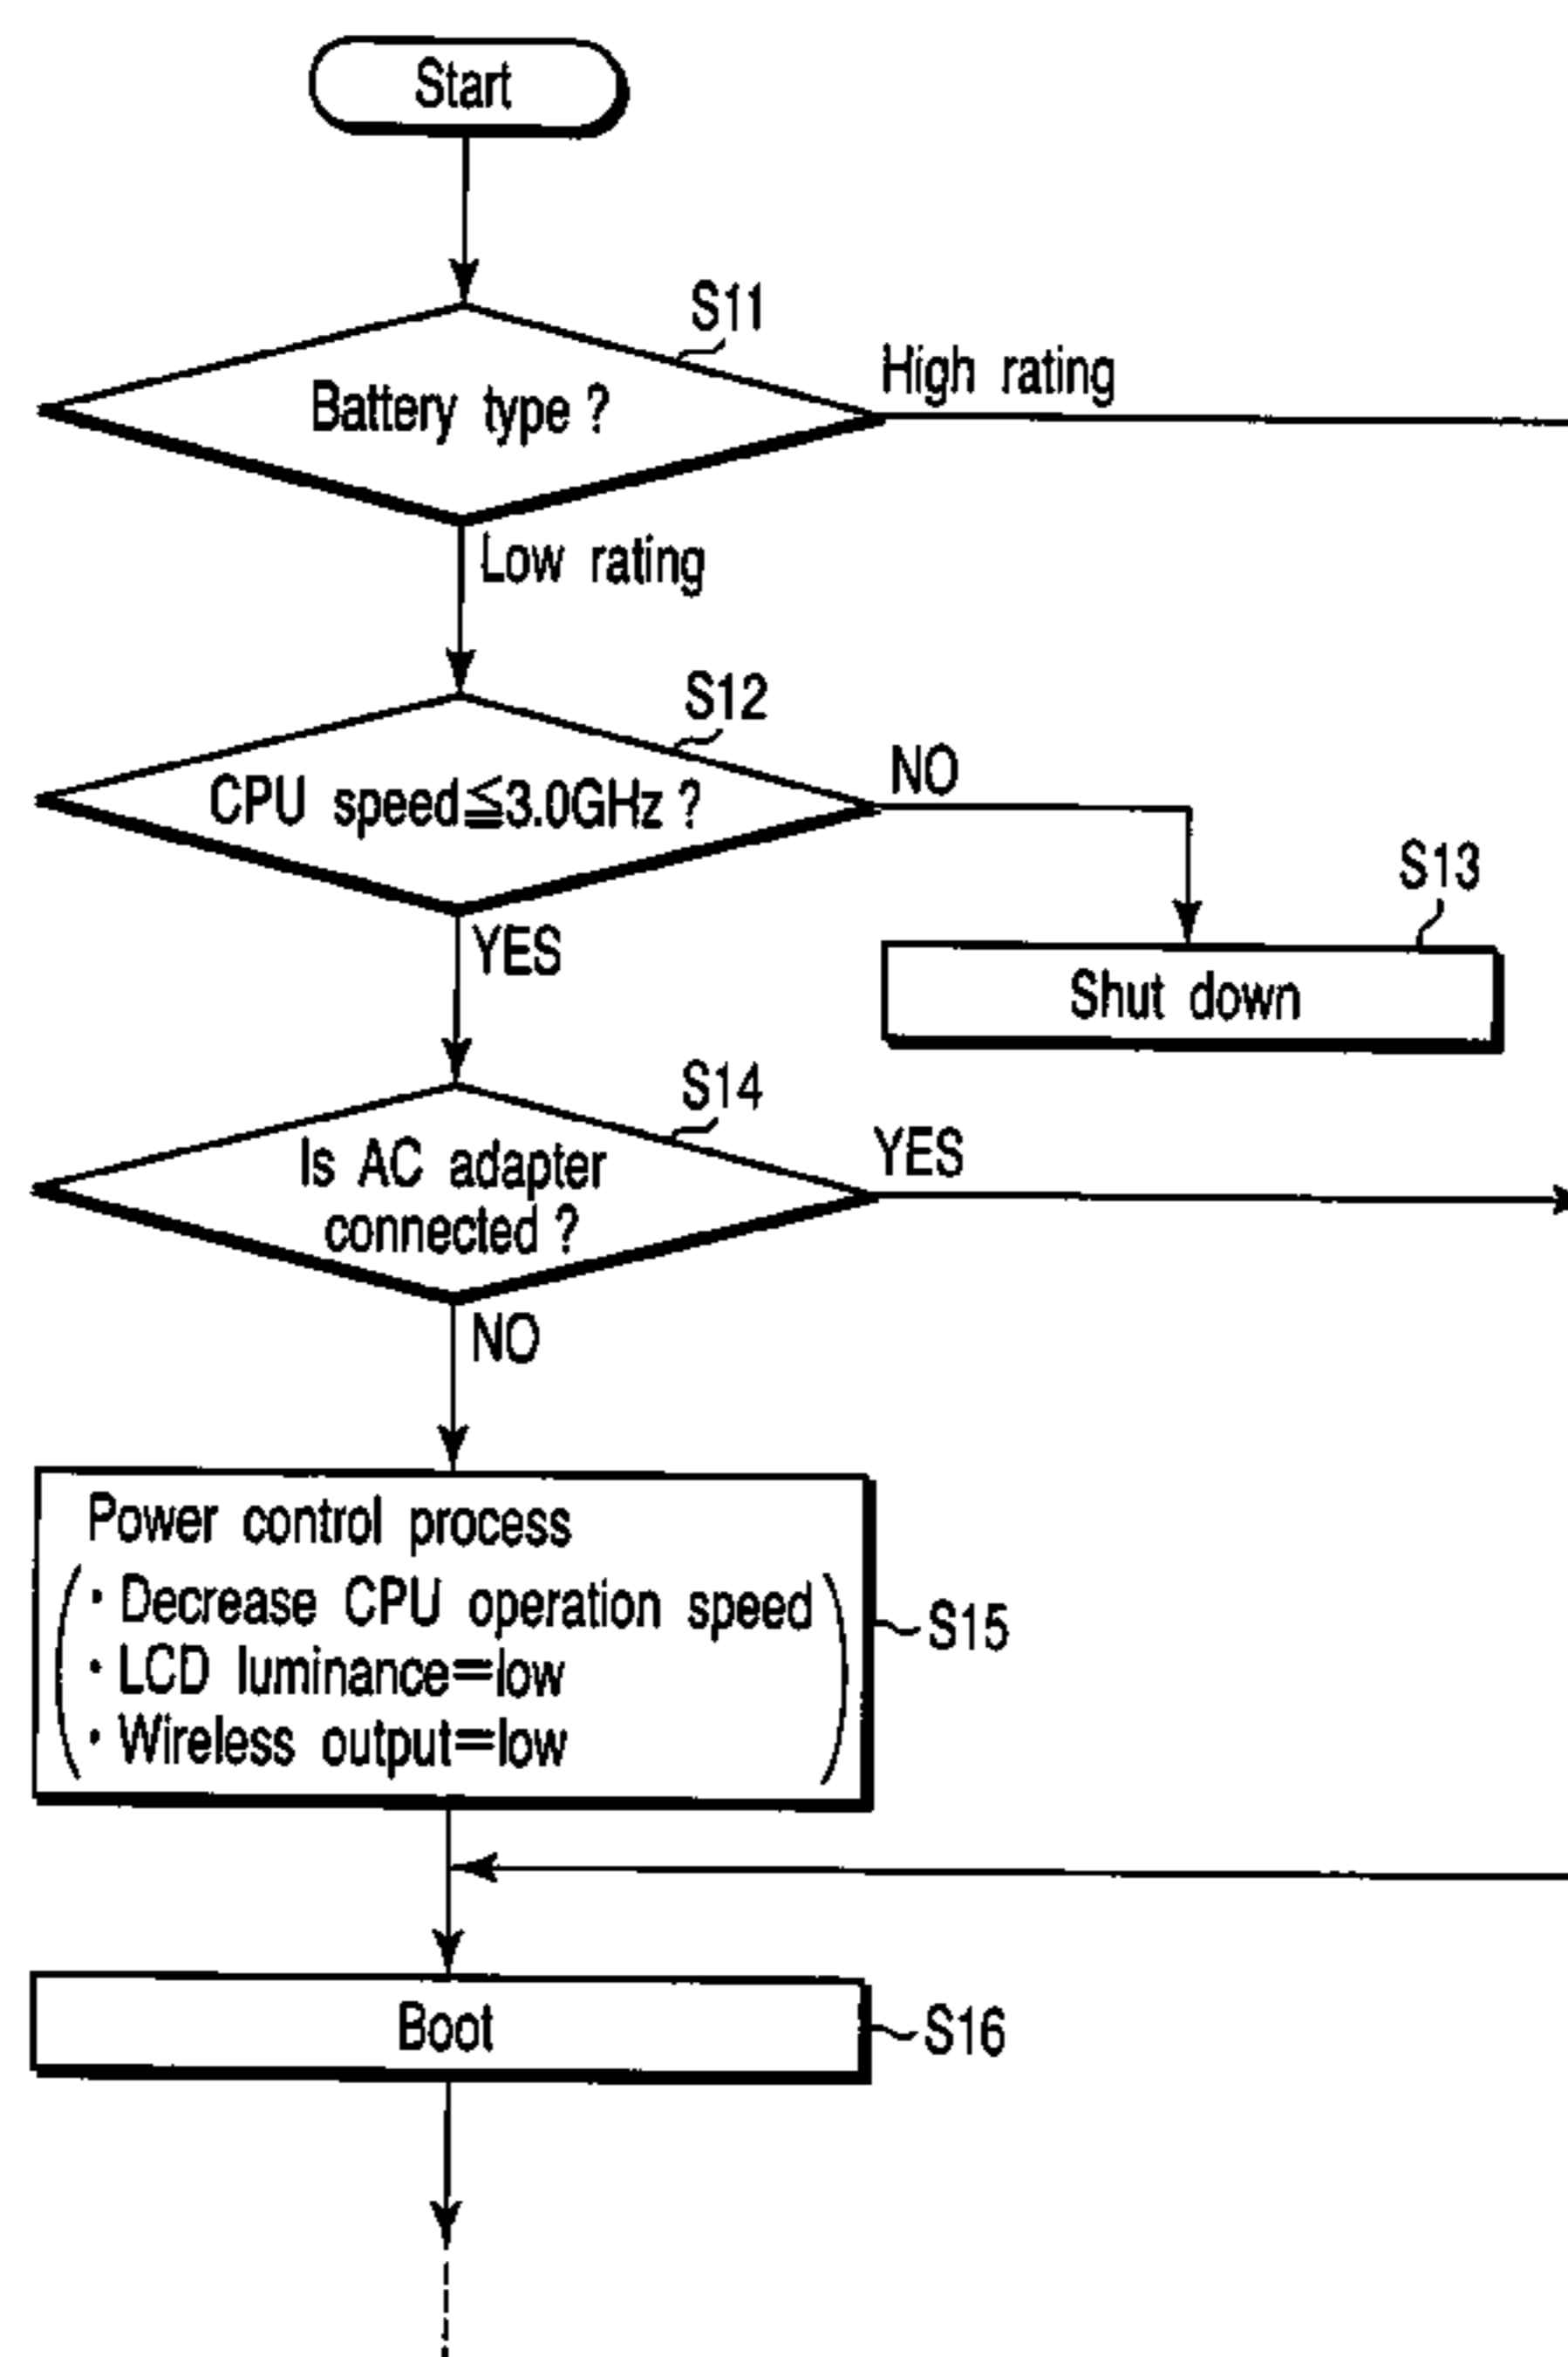 Start
S11
High rating
Battery type ?
Low rating
S12
NO
CPU speed≦3.0GHz ?
S13
YES
Shut down
S14
YES
Is AC adapter
connected ?
NO
Power control process
・Decrease CPU operation speed
S15
・LCD luminance=low
・Wireless output=low
Boot
S16